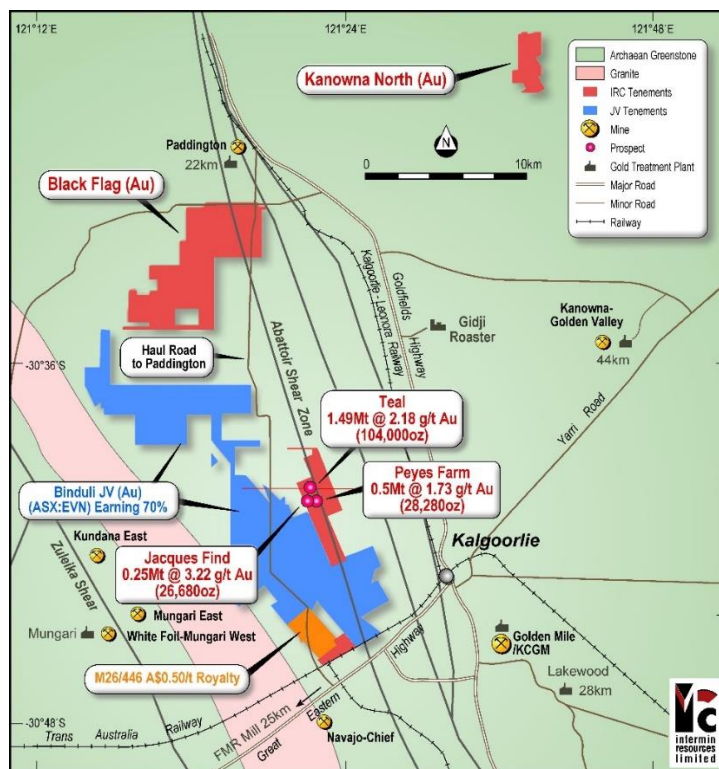 121°12'
121°24'
121°48'
Kanowna North (Au)
Archaean Greenstone
Granite
IRC Tenements
JV Tenements
Mine
Prospect
Gold Treatment Plant
Major Road
Minor Road
Railway
N
0
10km
Paddington
22km
Black Flag (Au)
Kalgoorlie - Leonora Railway
Goldfields
Highway
Gidji
Roaster
Kanowna-
Golden Valley
44km
-30°36'
Haul Road
to Paddington
Abattoir Shear Zone
Yarri Road
Teal
1.49Mt @ 2.18 g/t Au
(104,000oz)
Peyes Farm
0.5Mt @ 1.73 g/t Au
(28,280oz)
Binduli JV (Au)
(ASX:EVN) Earning 70%
Zuleika Shear
Kundana East
Jacques Find
0.25Mt @ 3.22 g/t Au
(26,680oz)
Kalgoorlie
Mungari East
Mungari
White Foil-Mungari West
Golden Mile
/KCGM
M26/446 A$0.50/t Royalty
Highway
Lakewood
28km
-30°48'
Trans Australia Railway
FMR Mill 25km
Great Eastern
Navajo-Chief
intermin
resources
limited